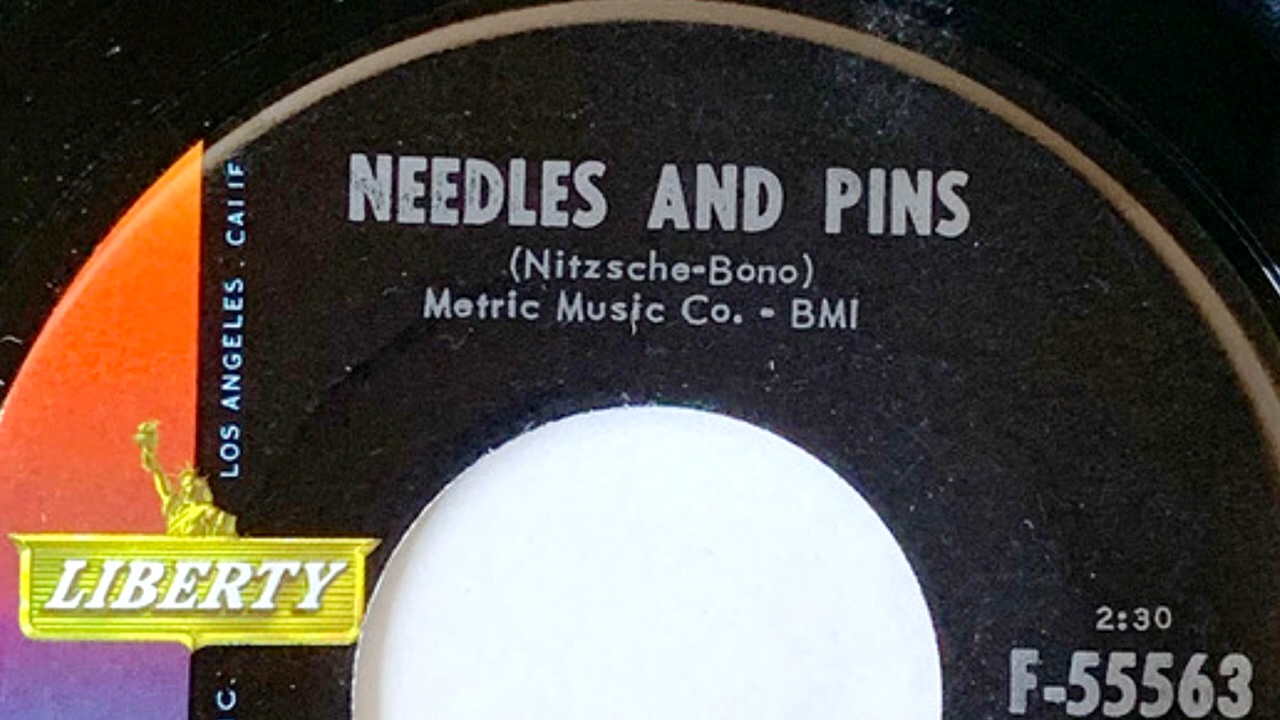 NEEDLES AND PINS
(Nitzsche-Bono)
Metric Music Co. - BMI
LOS ANGELES . CALIF
LIBERTY
2:30
F-55563